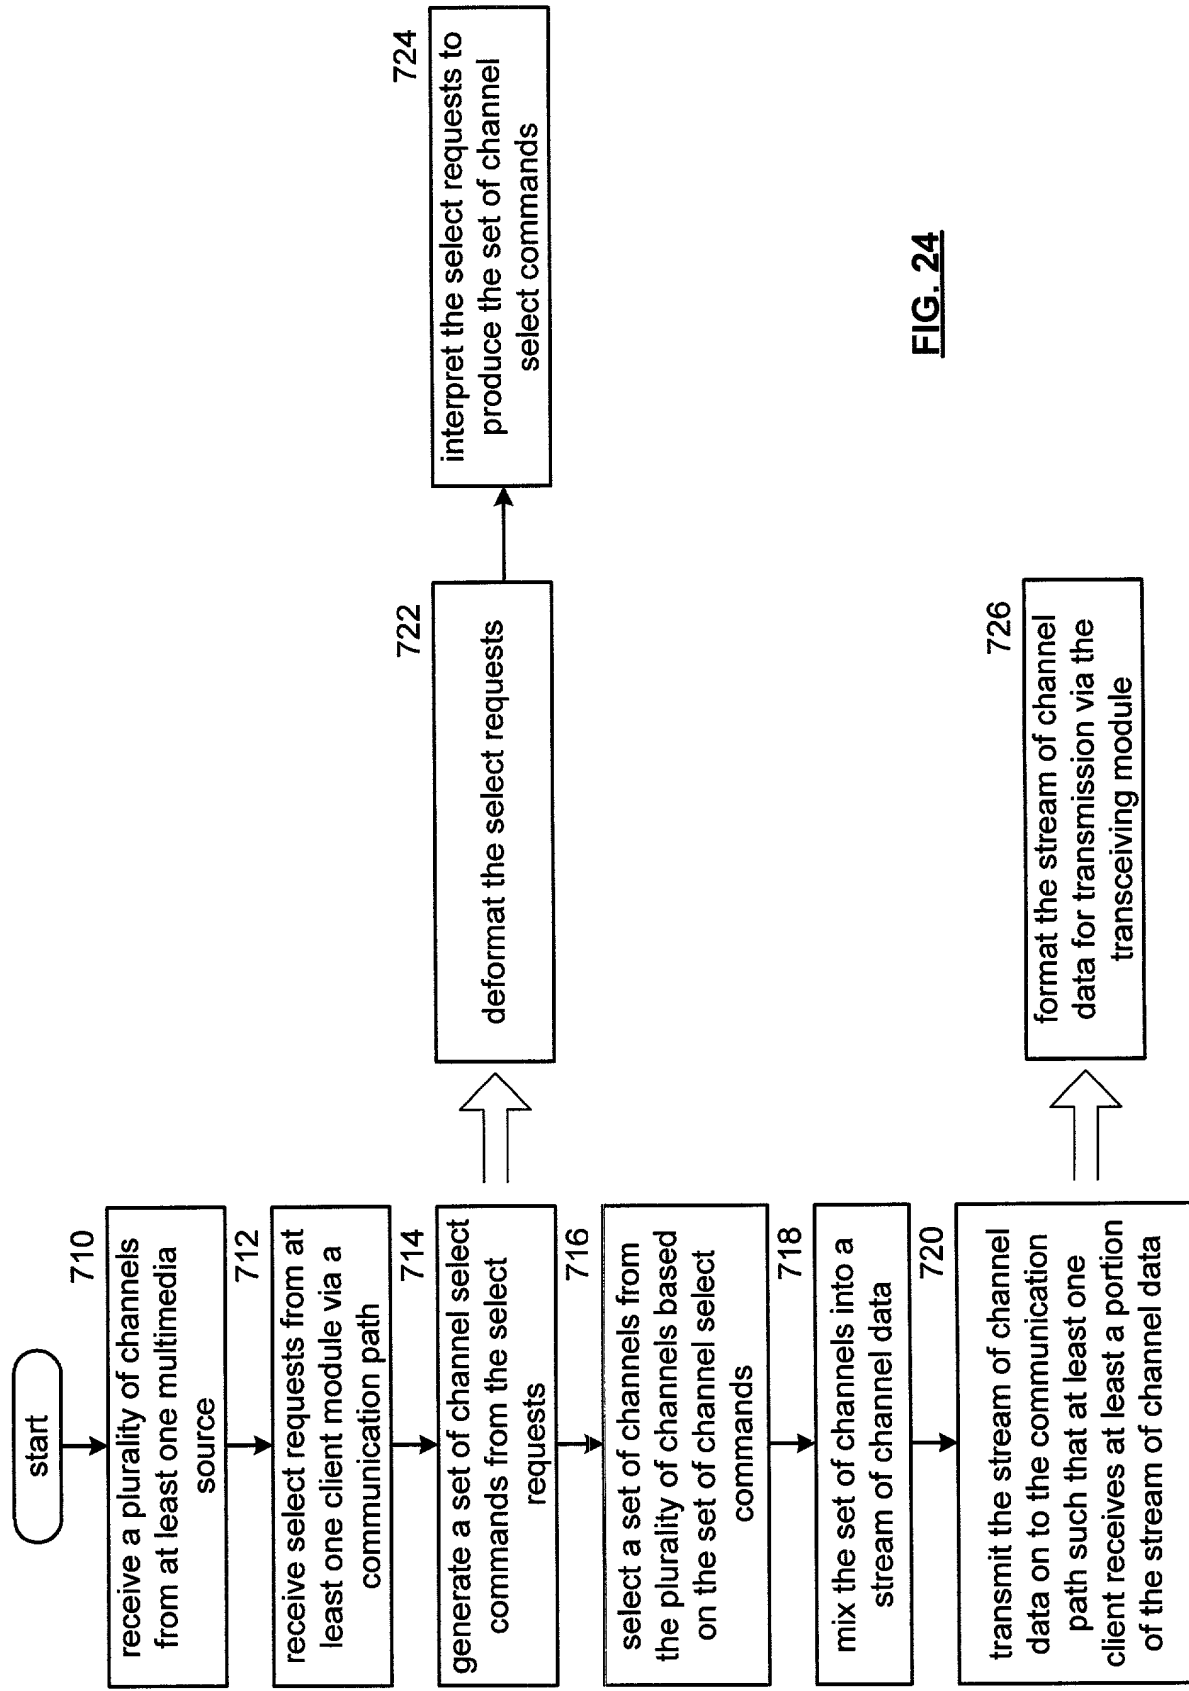 start
710
receive a plurality of channels
from at least one multimedia
source
712
receive select requests from at
least one client module via a
communication path
714
generate a set of channel select
commands from the select
requests
716
select a set of channels from
the plurality of channels based
on the set of channel select
commands
718
mix the set of channels into a
stream of channel data
720
transmit the stream of channel
data on to the communication
path such that at least one
client receives at least a portion
of the stream of channel data
722
deformat the select requests
724
interpret the select requests to
produce the set of channel
select commands
726
format the stream of channel
data for transmission via the
transceiving module
FIG. 24